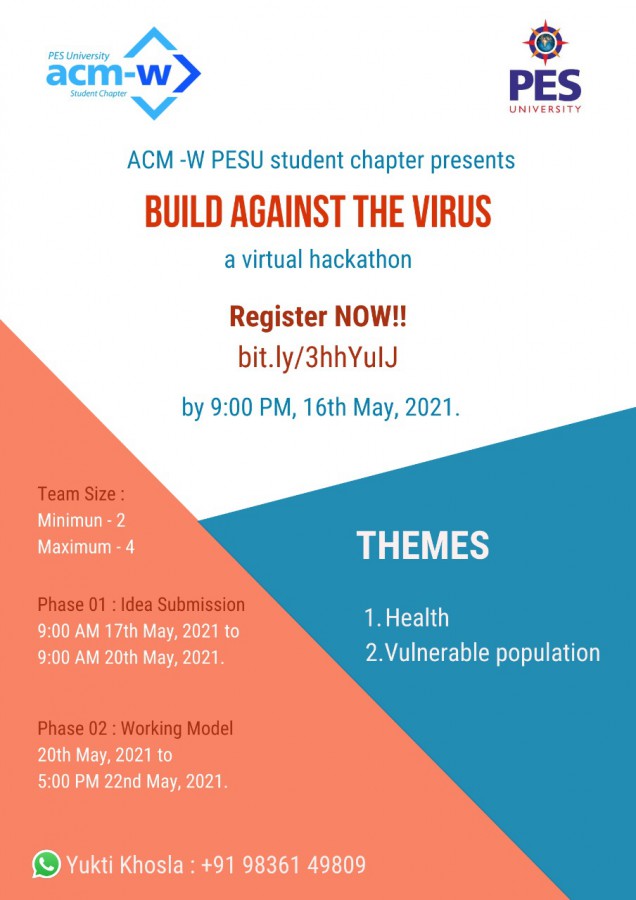 PES University
acm-w
Student Chapter
PES
UNIVERSITY
ACM -W PESU student chapter presents
BUILD AGAINST THE VIRUS
a virtual hackathon
Register NOW!!
bit.ly/3hhYuIJ
by 9:00 PM, 16th May, 2021.
Team Size :
Minimun - 2
Maximum - 4
Phase 01 : Idea Submission
9:00 AM 17th May, 2021 to
9:00 AM 20th May, 2021.
Phase 02 : Working Model
20th May, 2021 to
5:00 PM 22nd May, 2021.
THEMES
1. Health
2.Vulnerable population
Yukti Khosla : +91 98361 49809